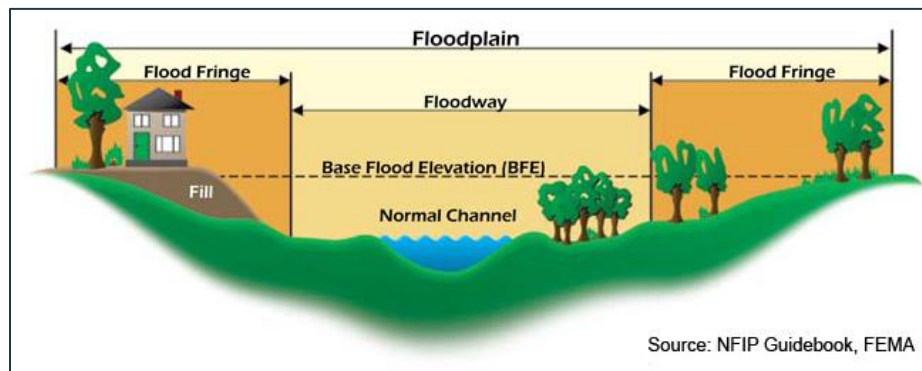 Floodplain
Flood Fringe
Flood Fringe
Floodway
Base Flood Elevation (BFE)
Fill
Normal Channel
Source: NFIP Guidebook, FEMA